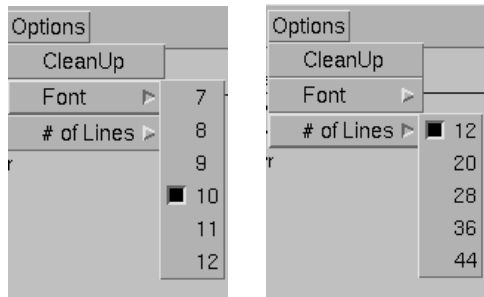 Options
CleanUp
Font
# of Lines
7
8
9
10
11
12
Options
CleanUp
Font
# of Lines
12
20
28
36
44